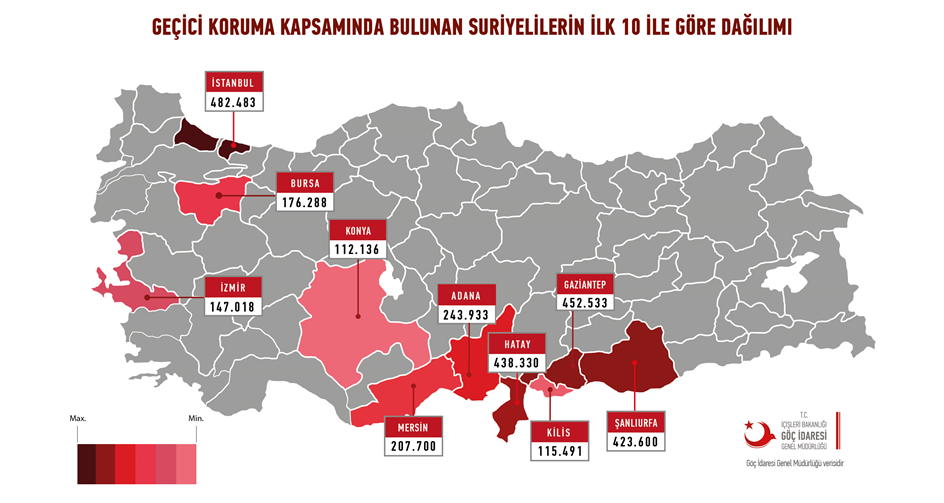 GEÇİCİ KORUMA KAPSAMINDA BULUNAN SURİYELİLERİN İLK 10 İLE GÖRE DAĞILIMI
İSTANBUL
482.483
BURSA
176.288
KONYA
112.136
İZMİR
147.018
ADANA
243.933
GAZİANTEP
452.533
HATAY
438.330
MERSİN
207.700
KİLİS
115.491
ŞANLIURFA
423.600
Max.
Min.
T.C.
İÇİŞLERİ BAKANLIĞI
GÖÇ İDARESİ
GENEL MÜDÜRLÜĞÜ
Göç İdaresi Genel Müdürlüğü verisidir